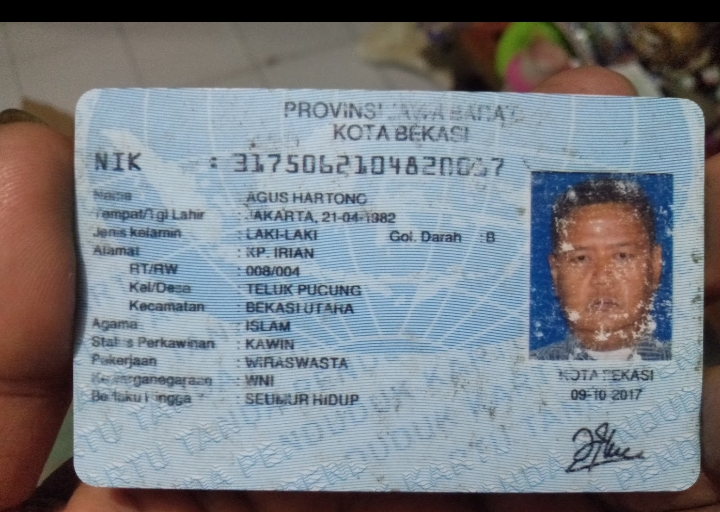 PROVINSI JAWA BARAT
KOTA BEKASI
NIK :
Nama : AGUS HARTONO
Tempat/Tgl Lahir : JAKARTA, 21-04-1982
Jenis kelamin : LAKI-LAKI Gol. Darah : B
Alamat : KP. IRIAN
RT/RW : 008/004
Kel/Desa : TELUK PUCUNG
Kecamatan : BEKASI UTARA
Agama : ISLAM
Status Perkawinan : KAWIN
Pekerjaan : WIRASWASTA
Kewarganegaraan : WNI
Berlaku Hingga : SEUMUR HIDUP
KOTA BEKASI
09-10-2017